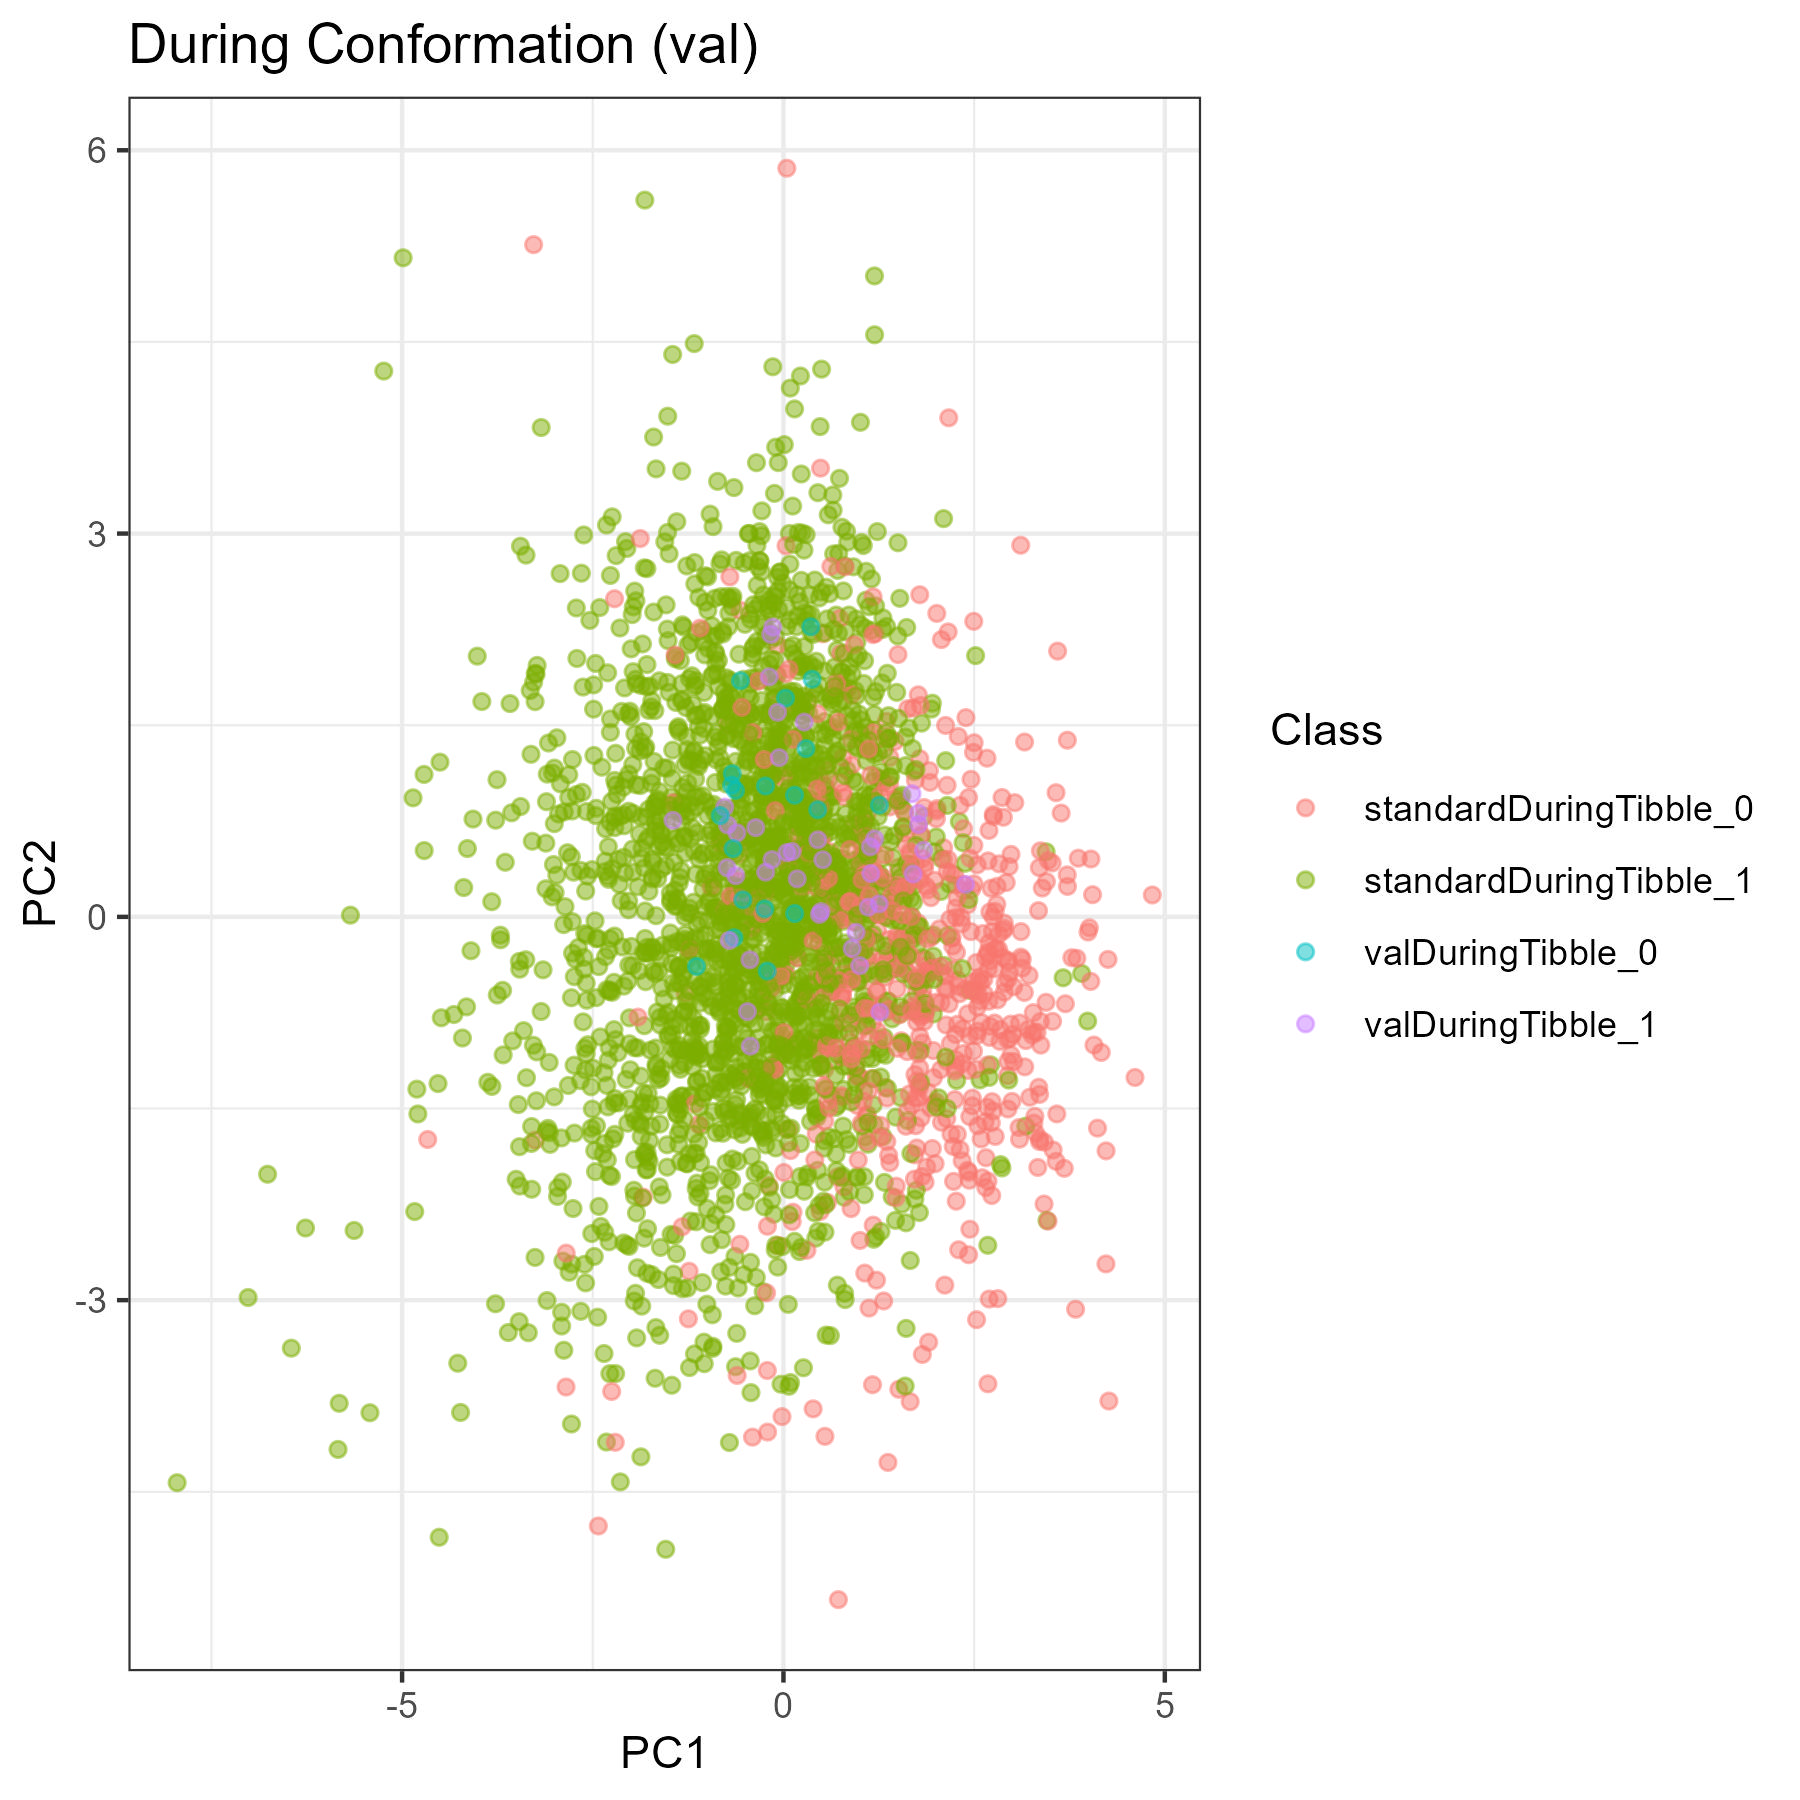 During Conformation (val)
6
3
0
-3
PC2
-5
0
5
PC1
Class
standardDuringTibble_0
standardDuringTibble_1
valDuringTibble_0
valDuringTibble_1